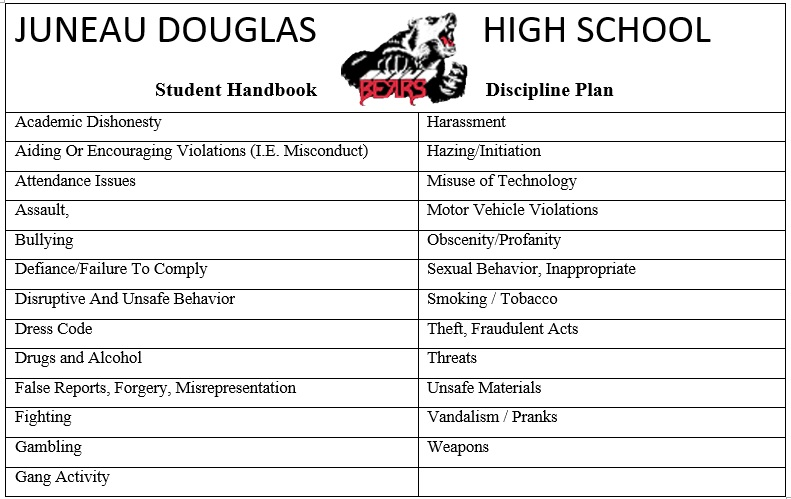 JUNEAU DOUGLAS HIGH SCHOOL
BEARS
Student Handbook Discipline Plan
Academic Dishonesty
Harassment
Aiding Or Encouraging Violations (I.E. Misconduct)
Hazing/Initiation
Attendance Issues
Misuse of Technology
Assault,
Motor Vehicle Violations
Bullying
Obscenity/Profanity
Defiance/Failure To Comply
Sexual Behavior, Inappropriate
Disruptive And Unsafe Behavior
Smoking / Tobacco
Dress Code
Theft, Fraudulent Acts
Drugs and Alcohol
Threats
False Reports, Forgery, Misrepresentation
Unsafe Materials
Fighting
Vandalism / Pranks
Gambling
Weapons
Gang Activity